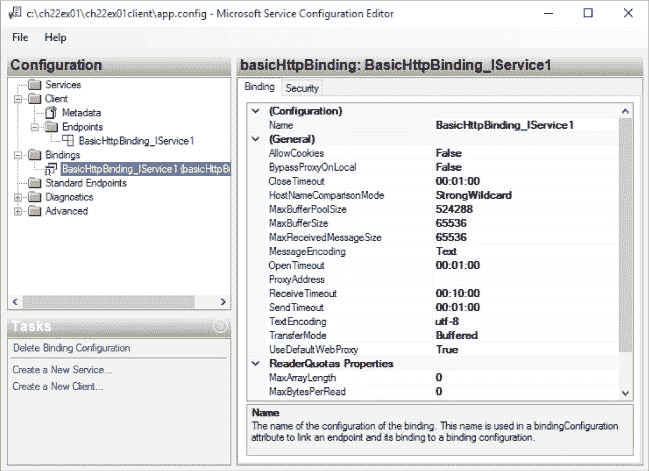 c:\ch22ex01\ch22ex01client\app.config - Microsoft Service Configuration Editor
File Help
Configuration
Services
Client
Metadata
Endpoints
BasicHttpBinding_IService1
Bindings
BasicHttpBinding_IService1 (basicHttpB
Standard Endpoints
Diagnostics
Advanced
Tasks
Delete Binding Configuration
Create a New Service...
Create a New Client...
basicHttpBinding: BasicHttpBinding_IService1
Binding Security
(Configuration)
Name BasicHttpBinding_IService1
(General)
AllowCookies False
BypassProxyOnLocal False
CloseTimeout 00:01:00
HostNameComparisonMode StrongWildcard
MaxBufferPoolSize 524288
MaxBufferSize 65536
MaxReceivedMessageSize 65536
MessageEncoding Text
OpenTimeout 00:01:00
ProxyAddress
ReceiveTimeout 00:10:00
SendTimeout 00:01:00
TextEncoding utf-8
TransferMode Buffered
UseDefaultWebProxy True
ReaderQuotas Properties
MaxArrayLength 0
MaxBytesPerRead 0
Name
The name of the configuration of the binding. This name is used in a bindingConfiguration
attribute to link an endpoint and its binding to a binding configuration.